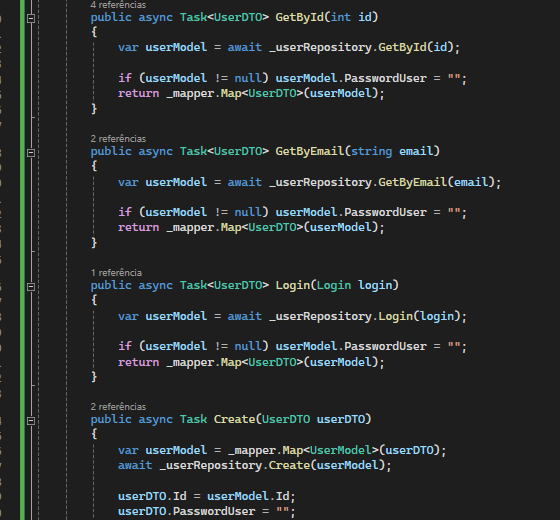 4 referências
public async Task<UserDTO> GetById(int id)
{
var userModel = await _userRepository.GetById(id);
if (userModel != null) userModel.PasswordUser = "";
return _mapper.Map<UserDTO>(userModel);
}
2 referências
public async Task<UserDTO> GetByEmail(string email)
{
var userModel = await _userRepository.GetByEmail(email);
if (userModel != null) userModel.PasswordUser = "";
return _mapper.Map<UserDTO>(userModel);
}
1 referência
public async Task<UserDTO> Login(Login login)
{
var userModel = await _userRepository.Login(login);
if (userModel != null) userModel.PasswordUser = "";
return _mapper.Map<UserDTO>(userModel);
}
2 referências
public async Task Create(UserDTO userDTO)
{
var userModel = _mapper.Map<UserModel>(userDTO);
await _userRepository.Create(userModel);
userDTO.Id = userModel.Id;
userDTO.PasswordUser = "";